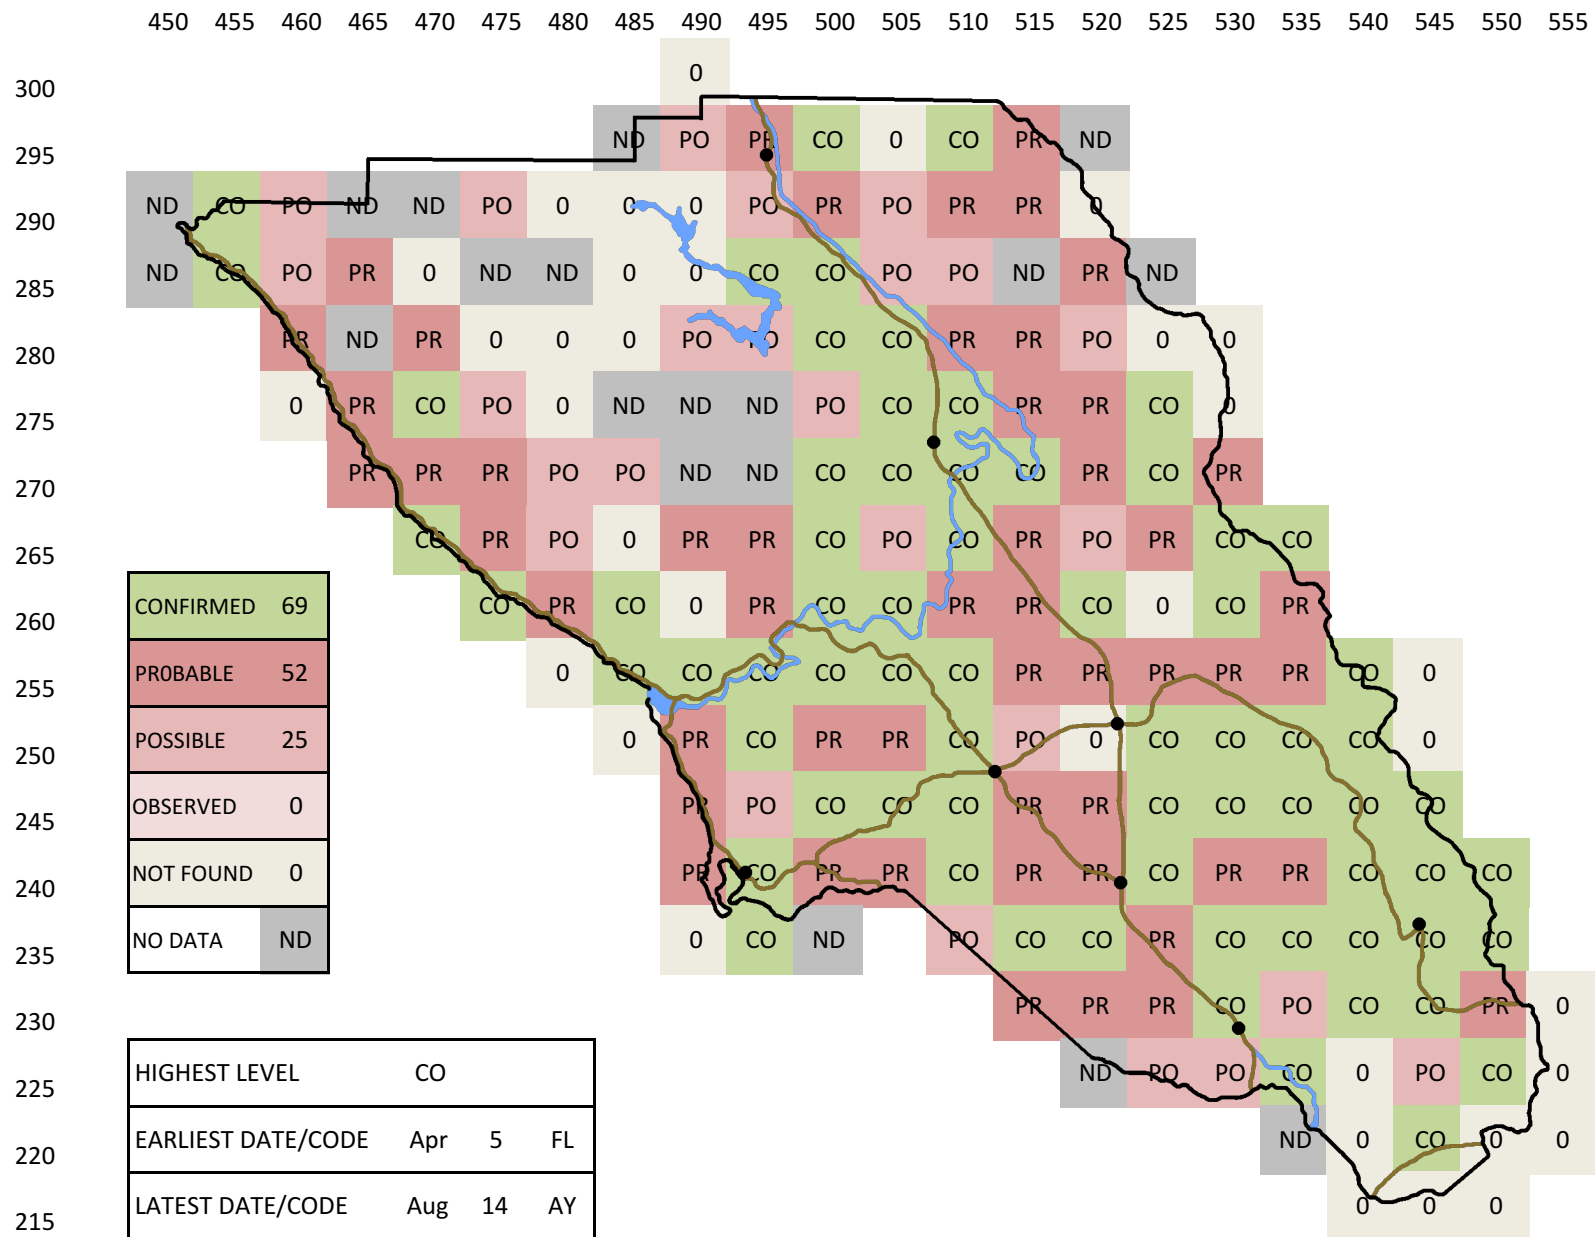 450 455 460 465 470 475 480 485 490 495 500 505 510 515 520 525 530 535 540 545 550 555
0
300
ND PO PR CO 0 CO PR ND
295
ND CO PO ND ND PO 0 0 0 PO PR PO PR PR 0
290
ND CO PO PR 0 ND ND 0 0 CO CO PO PO ND PR ND
285
PR ND PR 0 0 0 PO PO CO CO PR PR PO 0 0
280
0 PR CO PO 0 ND ND ND PO CO CO PR PR CO 0
275
PR PR PR PO PO ND ND CO CO CO CO PR CO PR
270
CO PR PO 0 PR PR CO PO CO PR PO PR CO CO
265
CO PR CO 0 PR CO CO PR PR CO 0 CO PR
260
0 CO CO CO CO CO CO PR PR PR PR PR CO 0
255
0 PR CO PR PR CO PO 0 CO CO CO CO 0
250
PR PO CO CO CO PR PR CO CO CO CO CO
245
PR CO PR PR CO PR PR CO PR PR CO CO CO
240
0 CO ND PO CO CO PR CO CO CO CO CO
235
PR PR PR CO PO CO CO PR 0
230
ND PO PO CO 0 PO CO 0
225
ND 0 CO 0 0
220
0 0 0
215
CONFIRMED 69
PR0BABLE 52
POSSIBLE 25
OBSERVED 0
NOT FOUND 0
NO DATA ND
HIGHEST LEVEL CO
EARLIEST DATE/CODE Apr 5 FL
LATEST DATE/CODE Aug 14 AY